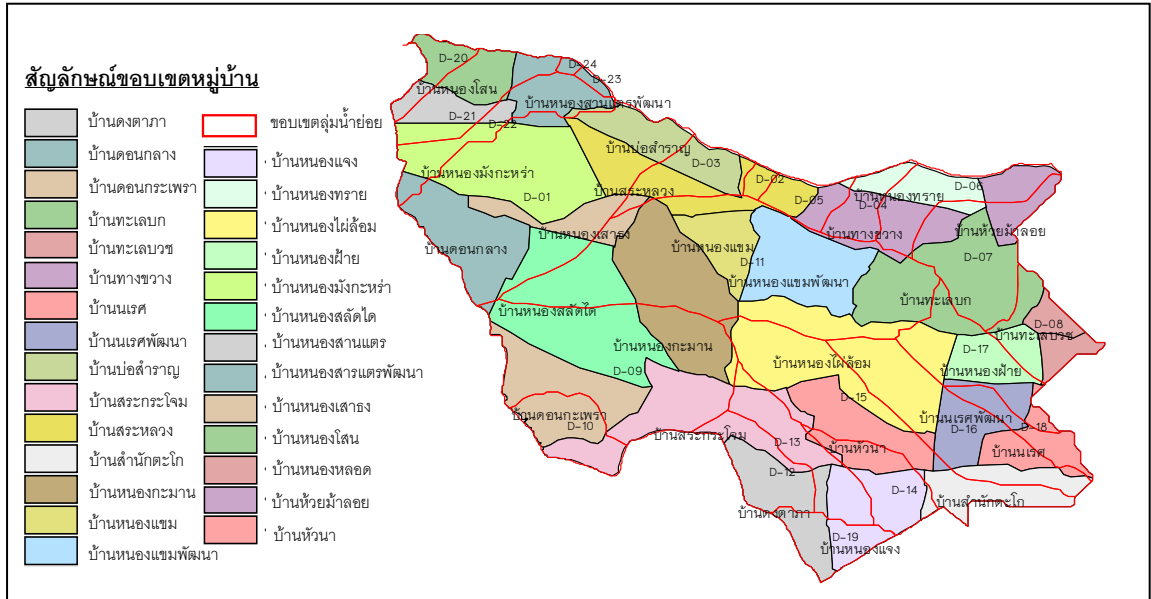 สัญลักษณ์ขอบเขตหมู่บ้าน
บ้านดงตาภา
บ้านดอนกลาง
บ้านดอนกระเพรา
บ้านทะเลบก
บ้านทะเลบวช
บ้านทางขวาง
บ้านนเรศ
บ้านนเรศพัฒนา
บ้านบ่อสำราญ
บ้านสระกระโจม
บ้านสระหลวง
บ้านสำนักตะโก
บ้านหนองกะมาน
บ้านหนองแขม
บ้านหนองแขมพัฒนา
ขอบเขตลุ่มน้ำย่อย
บ้านหนองแจง
บ้านหนองทราย
บ้านหนองไผ่ล้อม
บ้านหนองฝ้าย
บ้านหนองมังกะหร่า
บ้านหนองสลัดได
บ้านหนองสานแตร
บ้านหนองสารแตรพัฒนา
บ้านหนองเสาธง
บ้านหนองโสน
บ้านหนองหลอด
บ้านห้วยม้าลอย
บ้านหัวนา
D-20
D-24
D-23
บ้านหนองโสน
บ้านหนองสานแตรพัฒนา
D-21
D-22
บ้านบ่อสำราญ
D-03
บ้านหนองมังกะหร่า
D-02
D-06
บ้านสระหลวง
D-01
D-05
D-04
บ้านหนองทราย
บ้านดอนกลาง
บ้านหนองเสาธง
บ้านหนองแขม
บ้านทางขวาง
บ้านห้วยม้าลอย
D-11
D-07
บ้านหนองแขมพัฒนา
บ้านทะเลบก
บ้านหนองสลัดได
D-08
บ้านทะเลบวช
บ้านหนองกะมาน
D-17
บ้านหนองไผ่ล้อม
D-09
บ้านหนองฝ้าย
D-15
บ้านดอนกะเพรา
D-10
บ้านนเรศพัฒนา
D-16
D-18
บ้านสระกระโจม
D-13
บ้านหัวนา
บ้านนเรศ
D-12
D-14
บ้านสำนักตะโก
บ้านดงตาภา
D-19
บ้านหนองแจง